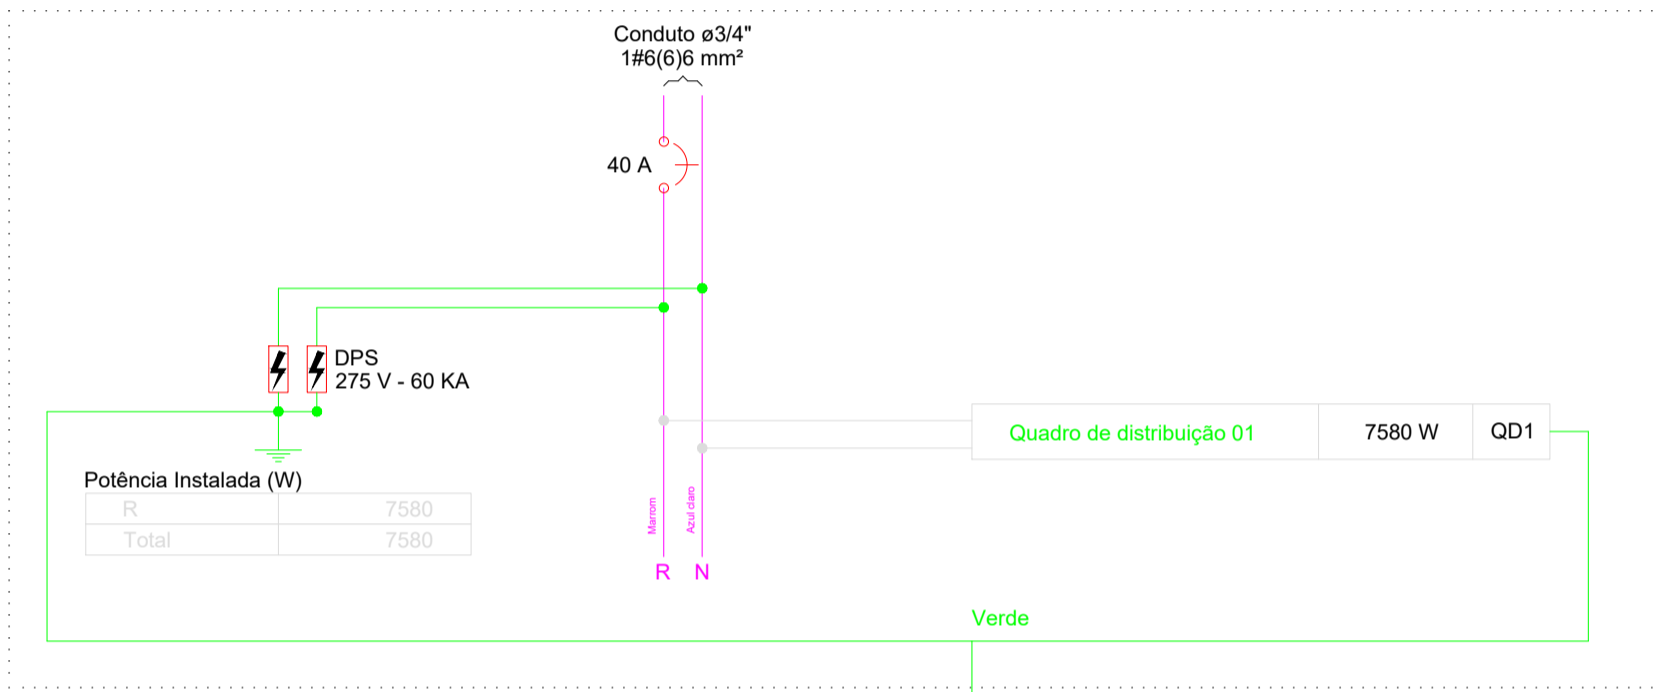 Conduto ø3/4"
1#6(6)6 mm²
40 A
DPS
275 V - 60 KA
Quadro de distribuição 01 7580 W QD1
Potência Instalada (W)
R 7580
Total 7580
Marrom
Azul claro
R N
Verde